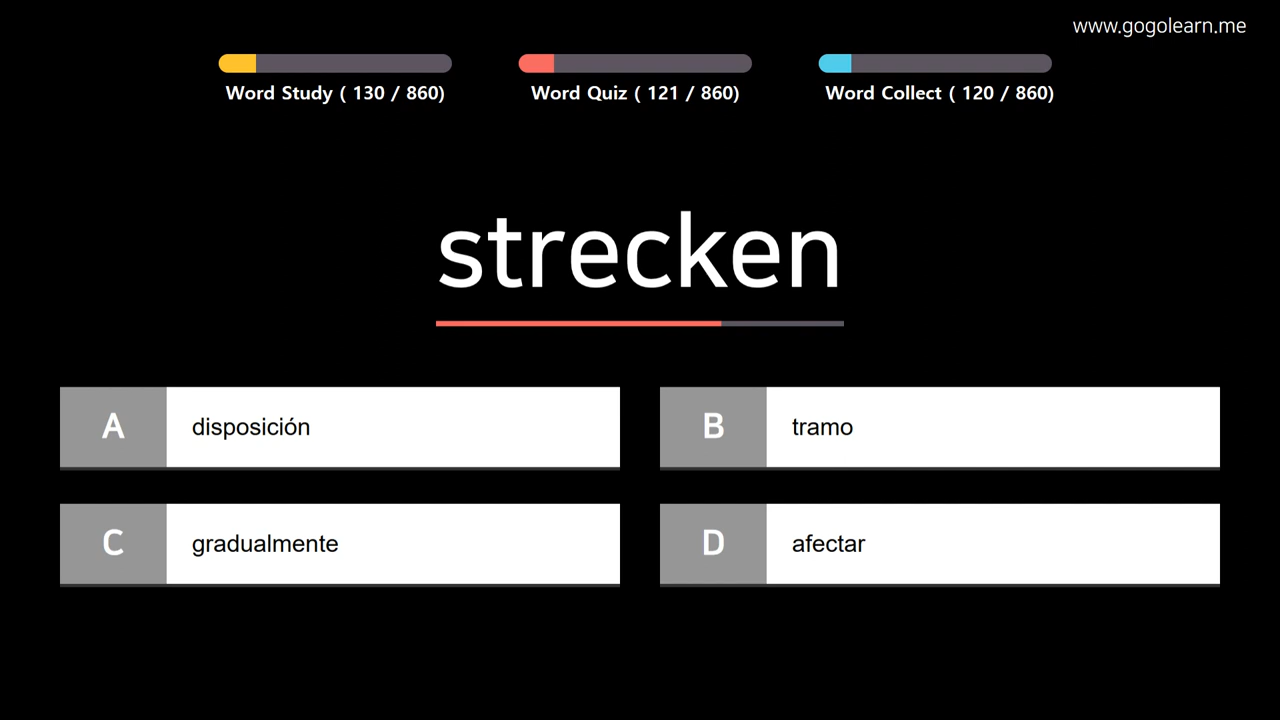 www.gogolearn.me
Word Study ( 130 / 860)
Word Quiz ( 121 / 860)
Word Collect ( 120 / 860)
strecken
A disposición
B tramo
C gradualmente
D afectar